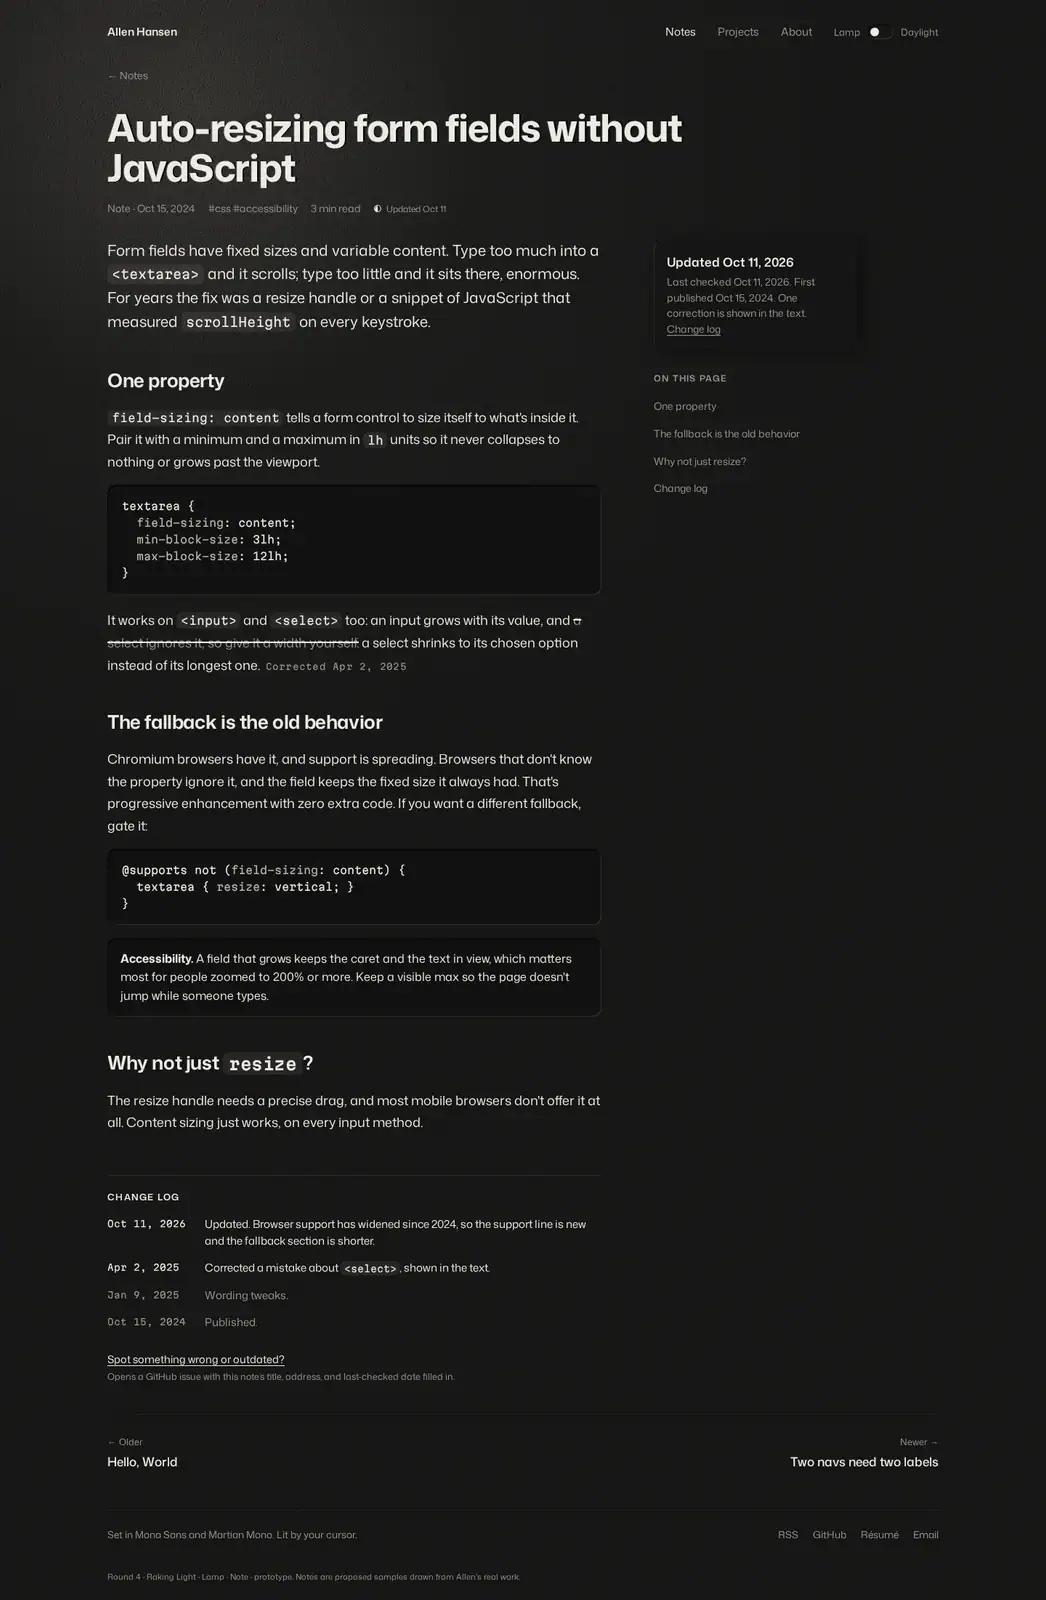 Allen Hansen
Notes
Projects
About
Lamp
Daylight
← Notes
Auto-resizing form fields without
JavaScript
Note · Oct 15, 2024
#css #accessibility
3 min read
Updated Oct 11
Form fields have fixed sizes and variable content. Type too much into a
<textarea> and it scrolls; type too little and it sits there, enormous.
For years the fix was a resize handle or a snippet of JavaScript that
measured scrollHeight on every keystroke.
Updated Oct 11, 2026
Last checked Oct 11, 2026. First
published Oct 15, 2024. One
correction is shown in the text.
Change log
ON THIS PAGE
One property
The fallback is the old behavior
Why not just resize?
Change log
One property
field-sizing: content tells a form control to size itself to what's inside it.
Pair it with a minimum and a maximum in lh units so it never collapses to
nothing or grows past the viewport.
textarea {
  field-sizing: content;
  min-block-size: 3lh;
  max-block-size: 12lh;
}
It works on <input> and <select> too: an input grows with its value, and a
select ignores it, so give it a width yourself. a select shrinks to its chosen option
instead of its longest one. Corrected Apr 2, 2025
The fallback is the old behavior
Chromium browsers have it, and support is spreading. Browsers that don't know
the property ignore it, and the field keeps the fixed size it always had. That's
progressive enhancement with zero extra code. If you want a different fallback,
gate it:
@supports not (field-sizing: content) {
  textarea { resize: vertical; }
}
Accessibility. A field that grows keeps the caret and the text in view, which matters
most for people zoomed to 200% or more. Keep a visible max so the page doesn't
jump while someone types.
Why not just resize?
The resize handle needs a precise drag, and most mobile browsers don't offer it at
all. Content sizing just works, on every input method.
CHANGE LOG
Oct 11, 2026
Updated. Browser support has widened since 2024, so the support line is new
and the fallback section is shorter.
Apr 2, 2025
Corrected a mistake about <select>, shown in the text.
Jan 9, 2025
Wording tweaks.
Oct 15, 2024
Published.
Spot something wrong or outdated?
Opens a GitHub issue with this note's title, address, and last-checked date filled in.
← Older
Hello, World
Newer →
Two navs need two labels
Set in Mona Sans and Martian Mono. Lit by your cursor.
RSS
GitHub
Résumé
Email
Round 4 · Raking Light · Lamp · Note · prototype. Notes are proposed samples drawn from Allen's real work.